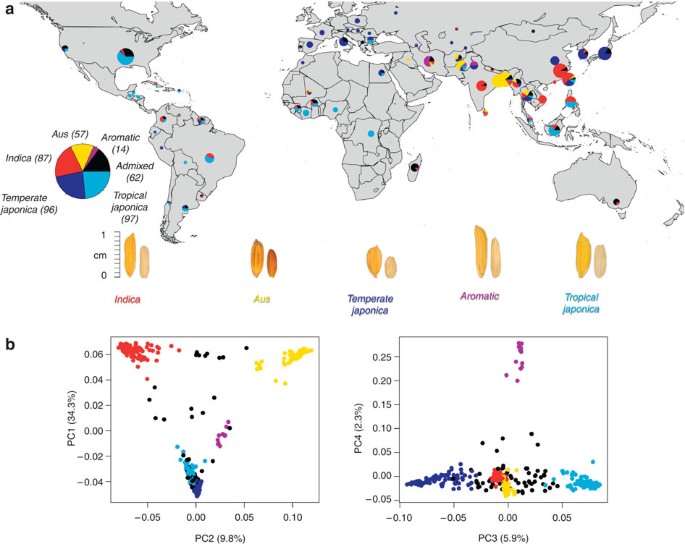 a
Aus (57)
Aromatic
(14)
Indica (87)
Admixed
(62)
Temperate
japonica (96)
Tropical
japonica
(97)
1
cm
0
Indica
Aus
Temperate
japonica
Aromatic
Tropical
japonica
b
0.06
0.04
0.02
0.00
−0.02
−0.04
PC1 (34.3%)
−0.05
0.00
0.05
0.10
PC2 (9.8%)
0.25
0.20
0.15
0.10
0.05
0.00
−0.05
PC4 (2.3%)
−0.10
−0.05
0.00
0.05
PC3 (5.9%)